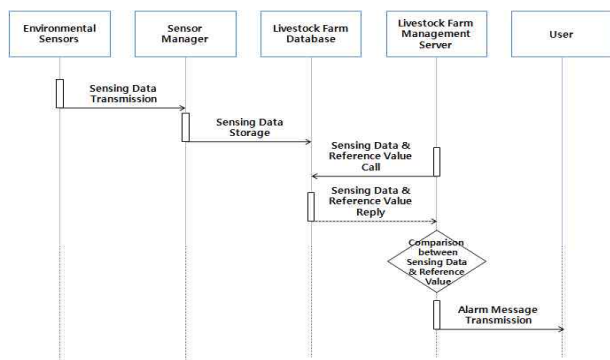 Environmental
Sensors
Sensor
Manager
Livestock Farm
Database
Livestock Farm
Management
Server
User
Sensing Data
Transmission
Sensing Data
Storage
Sensing Data &
Reference Value
Call
Sensing Data &
Reference Value
Reply
Comparison
between
Sensing Data
& Reference
Value
Alarm Message
Transmission